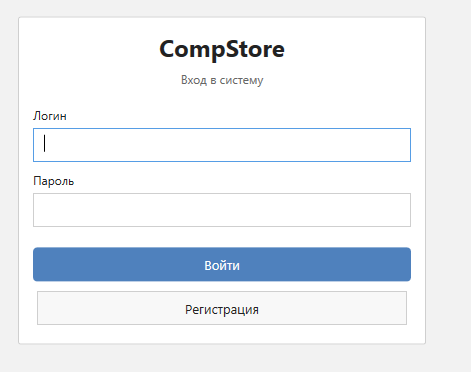 CompStore
Вход в систему
Логин
Пароль
Войти
Регистрация